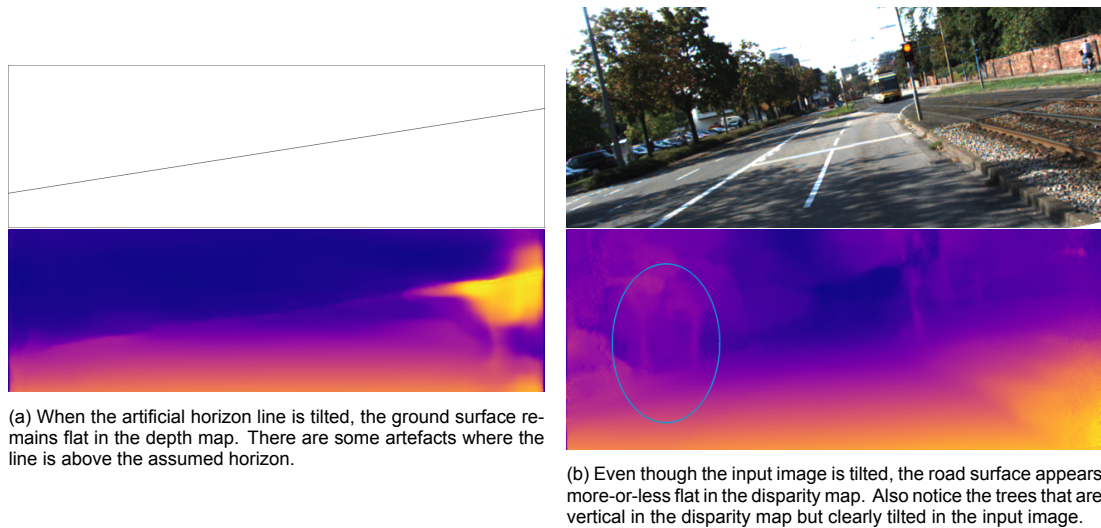 (a) When the artificial horizon line is tilted, the ground surface re-
mains flat in the depth map. There are some artefacts where the
line is above the assumed horizon.
(b) Even though the input image is tilted, the road surface appears
more-or-less flat in the disparity map. Also notice the trees that are
vertical in the disparity map but clearly tilted in the input image.